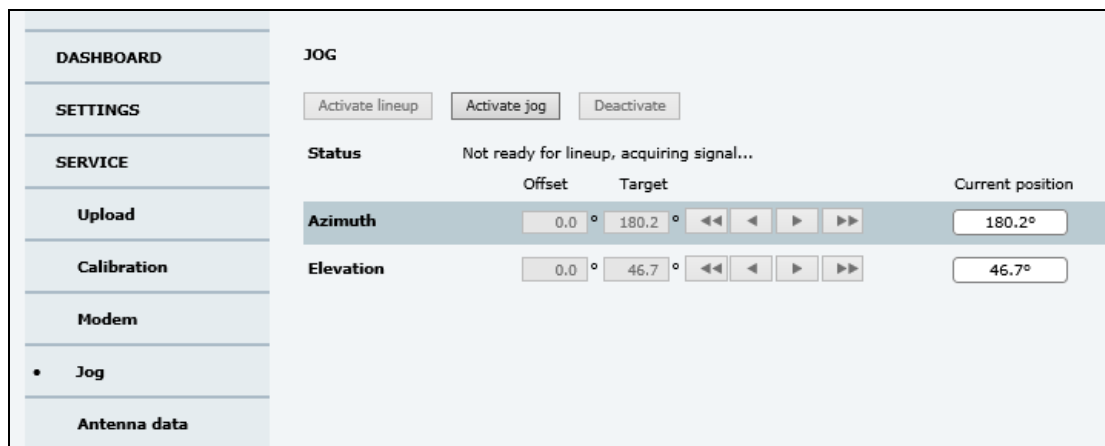 DASHBOARD
SETTINGS
SERVICE
Upload
Calibration
Modem
• Jog
Antenna data
JOG
Activate lineup Activate jog Deactivate
Status Not ready for lineup, acquiring signal...
Offset Target Current position
Azimuth 0.0 ° 180.2 ° 180.2°
Elevation 0.0 ° 46.7 ° 46.7°